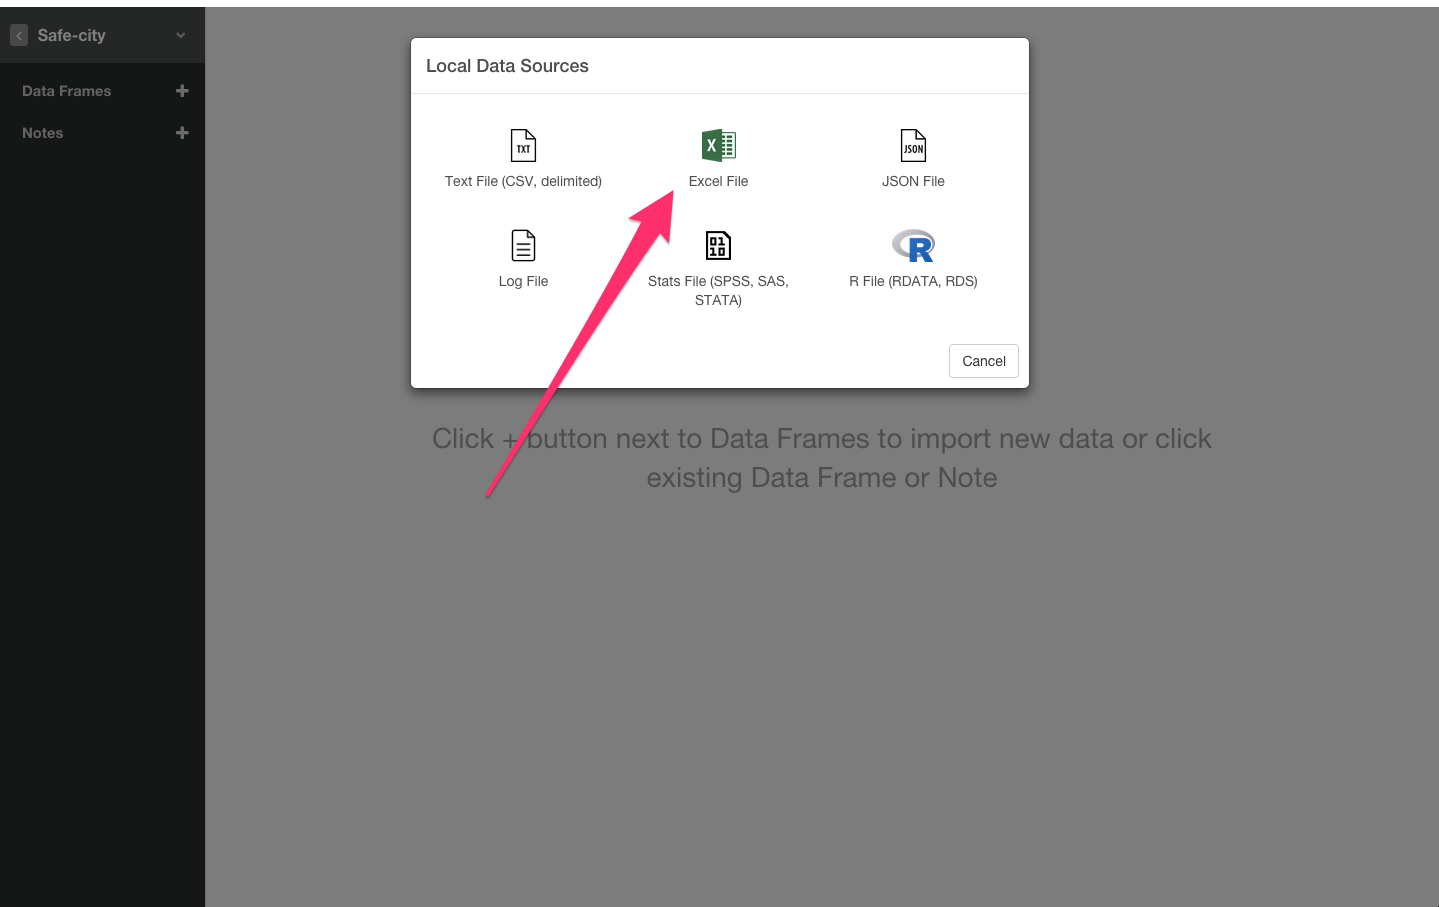 Safe-city
Data Frames
Notes
Local Data Sources
TXT
Text File (CSV, delimited)
X
Excel File
JSON
JSON File
Log File
01
10
Stats File (SPSS, SAS,
STATA)
R
R File (RDATA, RDS)
Cancel
Click + button next to Data Frames to import new data or click
existing Data Frame or Note